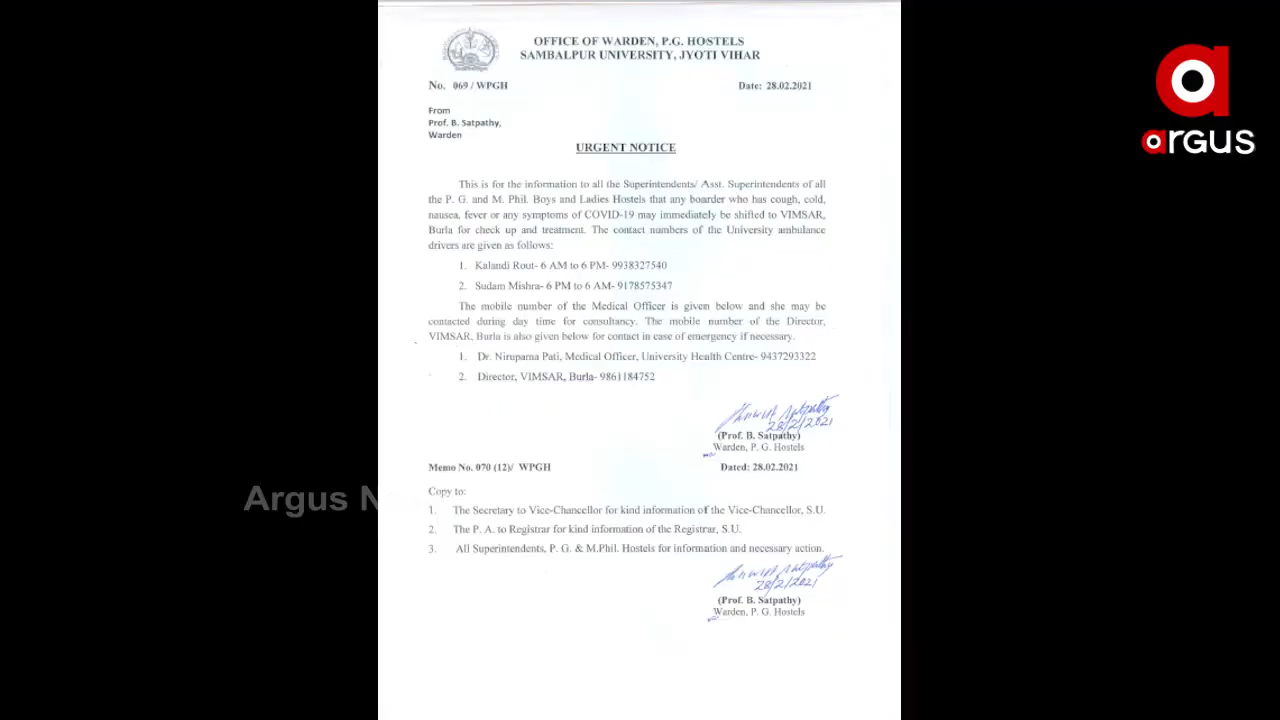 OFFICE OF WARDEN, P.G. HOSTELS
SAMBALPUR UNIVERSITY, JYOTI VIHAR
No. 069 / WPGH Date: 28.02.2021
From
Prof. B. Satpathy,
Warden
URGENT NOTICE
This is for the information to all the Superintendents/ Asst. Superintendents of all
the P. G. and M. Phil. Boys and Ladies Hostels that any boarder who has cough, cold,
nausea, fever or any symptoms of COVID-19 may immediately be shifted to VIMSAR,
Burla for check up and treatment. The contact numbers of the University ambulance
drivers are given as follows:
1. Kalandi Rout- 6 AM to 6 PM- 9938327540
2. Sudam Mishra- 6 PM to 6 AM- 9178575347
The mobile number of the Medical Officer is given below and she may be
contacted during day time for consultancy. The mobile number of the Director,
VIMSAR, Burla is also given below for contact in case of emergency if necessary.
1. Dr. Nirupama Pati, Medical Officer, University Health Centre- 9437293322
2. Director, VIMSAR, Burla- 9861184752
28/2/2021
(Prof. B. Satpathy)
Warden, P. G. Hostels
Memo No. 070 (12)/ WPGH Dated: 28.02.2021
Copy to:
1. The Secretary to Vice-Chancellor for kind information of the Vice-Chancellor, S.U.
2. The P. A. to Registrar for kind information of the Registrar, S.U.
3. All Superintendents, P. G. & M.Phil. Hostels for information and necessary action.
28/2/2021
(Prof. B. Satpathy)
Warden, P. G. Hostels
argus
Argus N